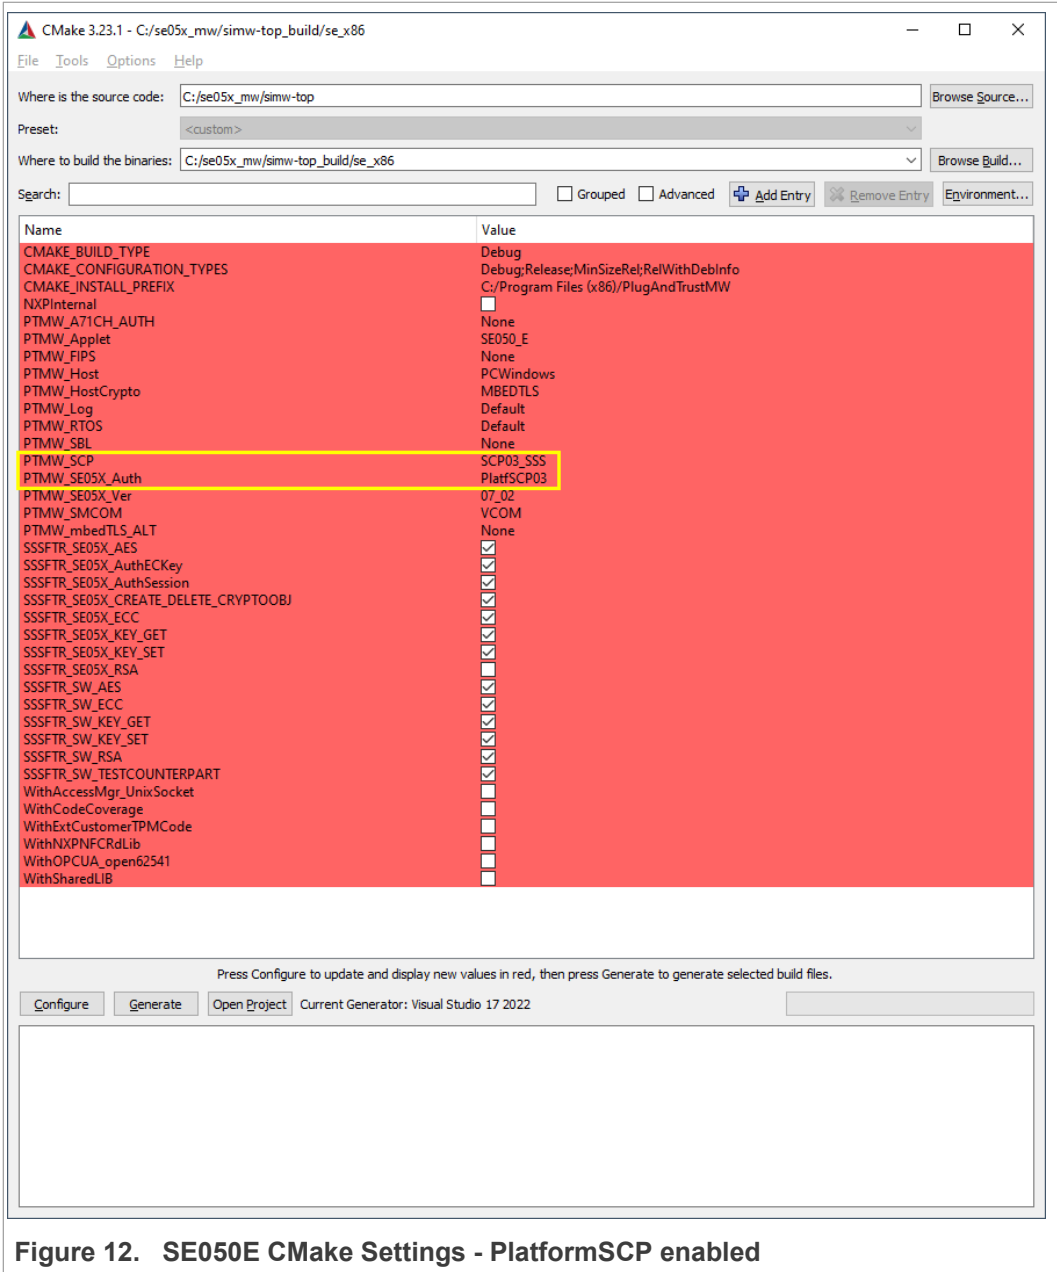 CMake 3.23.1 - C:/se05x_mw/simw-top_build/se_x86
File Tools Options Help
Where is the source code: C:/se05x_mw/simw-top Browse Source...
Preset: <custom>
Where to build the binaries: C:/se05x_mw/simw-top_build/se_x86 Browse Build...
Search: Grouped Advanced Add Entry Remove Entry Environment...
Name Value
CMAKE_BUILD_TYPE Debug
CMAKE_CONFIGURATION_TYPES Debug;Release;MinSizeRel;RelWithDebInfo
CMAKE_INSTALL_PREFIX C:/Program Files (x86)/PlugAndTrustMW
NXPInternal
PTMW_A71CH_AUTH None
PTMW_Applet SE050_E
PTMW_FIPS None
PTMW_Host PCWindows
PTMW_HostCrypto MBEDTLS
PTMW_Log Default
PTMW_RTOS Default
PTMW_SBL None
PTMW_SCP SCP03_SSS
PTMW_SE05X_Auth PlatfSCP03
PTMW_SE05X_Ver 07_02
PTMW_SMCOM VCOM
PTMW_mbedTLS_ALT None
SSSFTR_SE05X_AES
SSSFTR_SE05X_AuthECKey
SSSFTR_SE05X_AuthSession
SSSFTR_SE05X_CREATE_DELETE_CRYPTOOBJ
SSSFTR_SE05X_ECC
SSSFTR_SE05X_KEY_GET
SSSFTR_SE05X_KEY_SET
SSSFTR_SE05X_RSA
SSSFTR_SW_AES
SSSFTR_SW_ECC
SSSFTR_SW_KEY_GET
SSSFTR_SW_KEY_SET
SSSFTR_SW_RSA
SSSFTR_SW_TESTCOUNTERPART
WithAccessMgr_UnixSocket
WithCodeCoverage
WithExtCustomerTPMCode
WithNXPNFCRdLib
WithOPCUA_open62541
WithSharedLIB
Press Configure to update and display new values in red, then press Generate to generate selected build files.
Configure Generate Open Project Current Generator: Visual Studio 17 2022
Figure 12. SE050E CMake Settings - PlatformSCP enabled